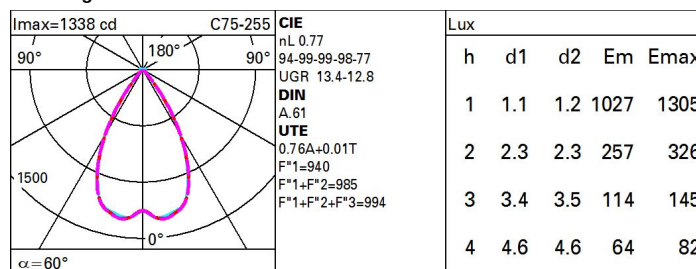 Imax=1338 cd C75-255
90° 180° 90°
1500
0°
α=60°
CIE
nL 0.77
94-99-99-98-77
UGR 13.4-12.8
DIN
A.61
UTE
0.76A+0.01T
F"1=940
F"1+F"2=985
F"1+F"2+F"3=994
Lux
h d1 d2 Em Emax
1 1.1 1.2 1027 1305
2 2.3 2.3 257 326
3 3.4 3.5 114 145
4 4.6 4.6 64 82